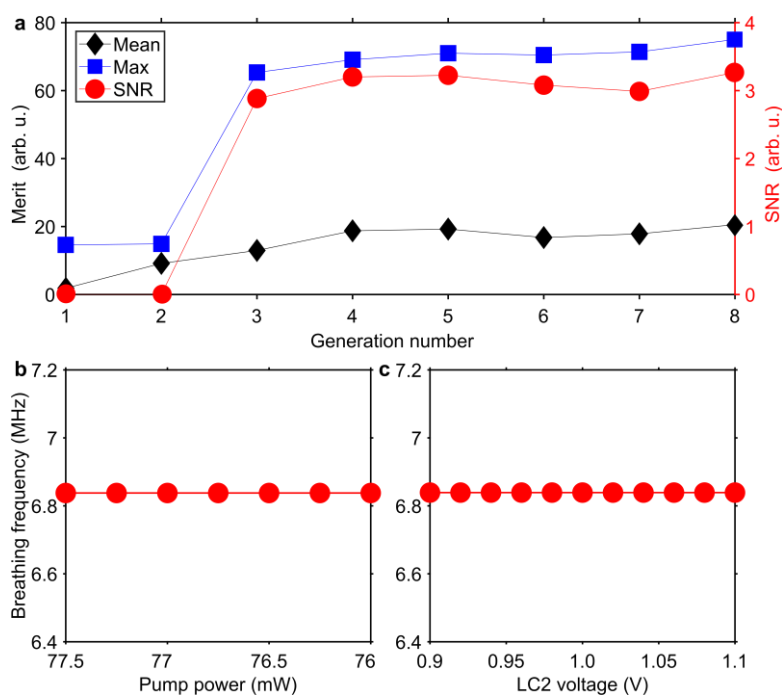 a
80
60
40
20
0
Merit (arb. u.)
Mean
Max
SNR
4
3
2
1
0
SNR (arb. u.)
1 2 3 4 5 6 7 8
Generation number
b
7.2
7
6.8
6.6
6.4
Breathing frequency (MHz)
77.5 77 76.5 76
Pump power (mW)
c
7.2
7
6.8
6.6
6.4
0.9 0.95 1.0 1.05 1.1
LC2 voltage (V)